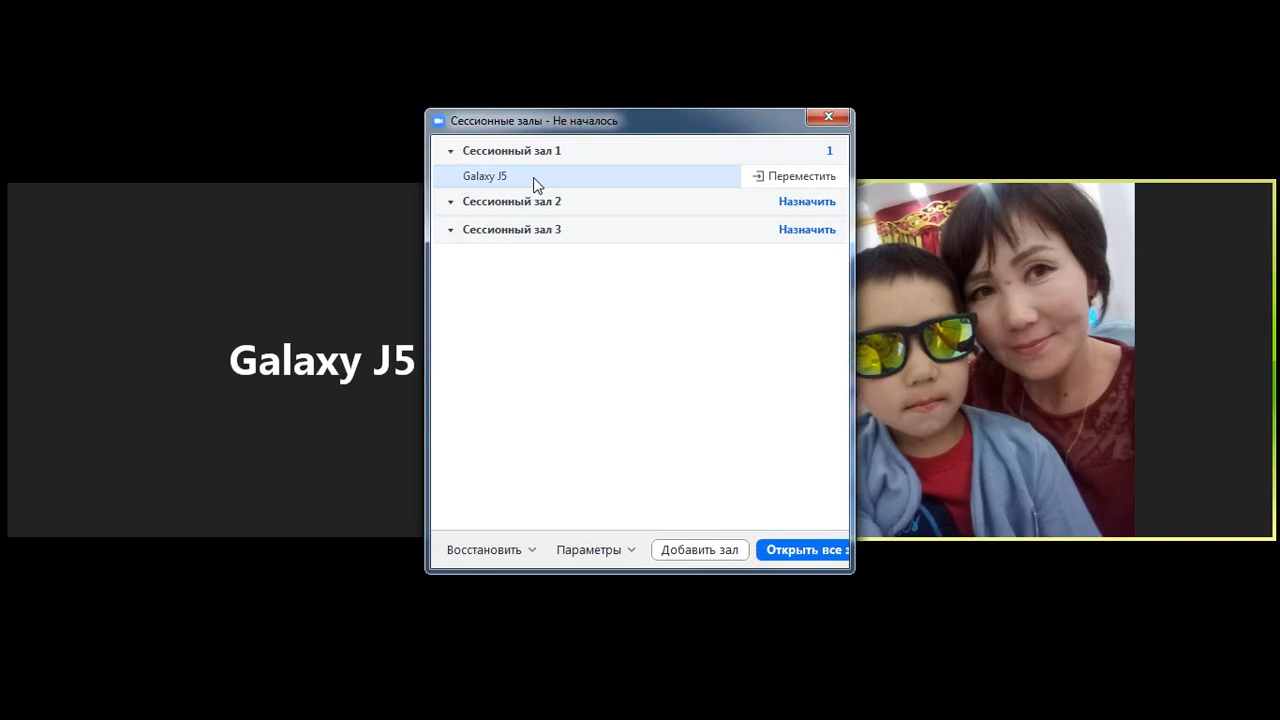 Сессионные залы - Не началось
Сессионный зал 1 1
Galaxy J5 Переместить
Сессионный зал 2 Назначить
Сессионный зал 3 Назначить
Galaxy J5
Восстановить Параметры Добавить зал Открыть все з